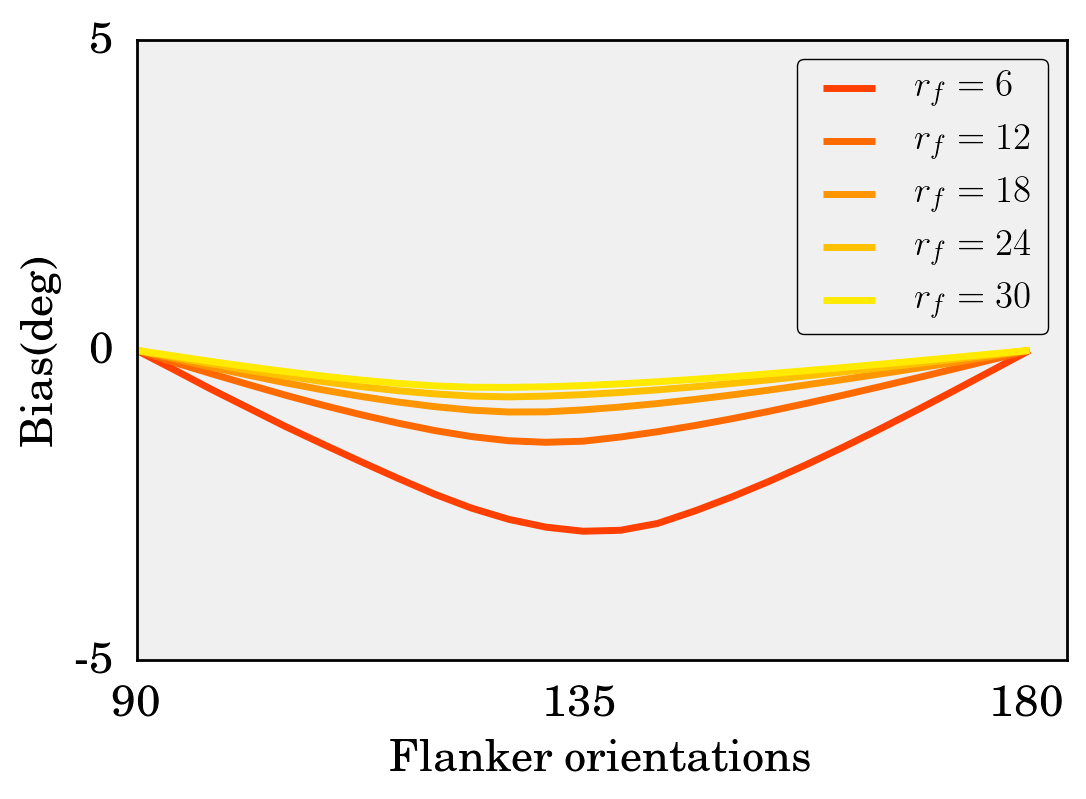 5
0
-5
Bias(deg)
r_f = 6
r_f = 12
r_f = 18
r_f = 24
r_f = 30
90 135 180
Flanker orientations